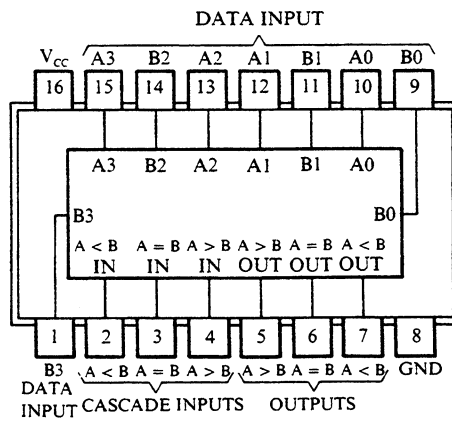 DATA INPUT
V_CC A3 B2 A2 A1 B1 A0 B0
16 15 14 13 12 11 10 9
A3 B2 A2 A1 B1 A0
B3 B0
A < B A = B A > B A > B A = B A < B
IN IN IN OUT OUT OUT
1 2 3 4 5 6 7 8
B3 A < B A = B A > B A > B A = B A < B GND
DATA
INPUT CASCADE INPUTS OUTPUTS